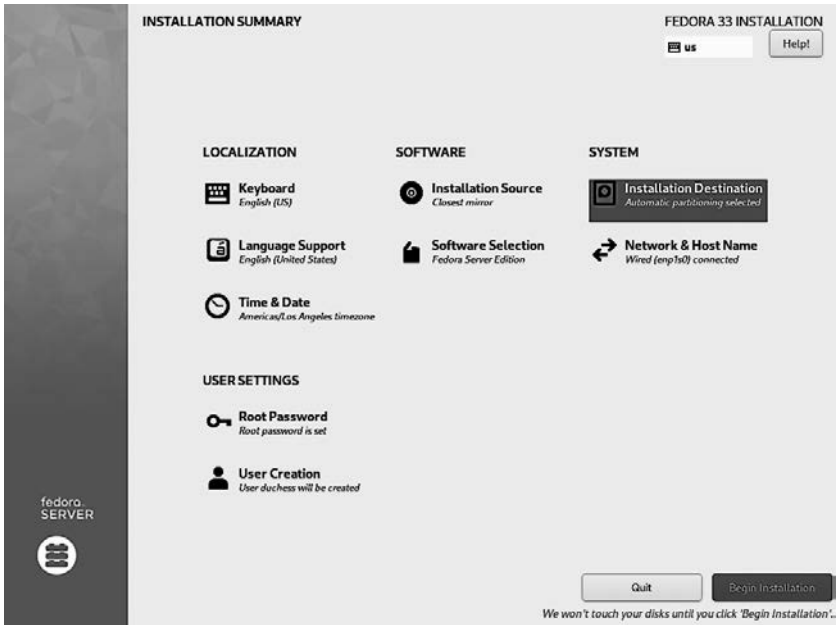 INSTALLATION SUMMARY
FEDORA 33 INSTALLATION
us
Help!
LOCALIZATION
Keyboard
English (US)
Language Support
English (United States)
Time & Date
Americas/Los Angeles timezone
SOFTWARE
Installation Source
Closest mirror
Software Selection
Fedora Server Edition
SYSTEM
Installation Destination
Automatic partitioning selected
Network & Host Name
Wired (enp1s0) connected
USER SETTINGS
Root Password
Root password is set
User Creation
User duchess will be created
fedora.
SERVER
Quit
Begin Installation
We won't touch your disks until you click 'Begin Installation'..